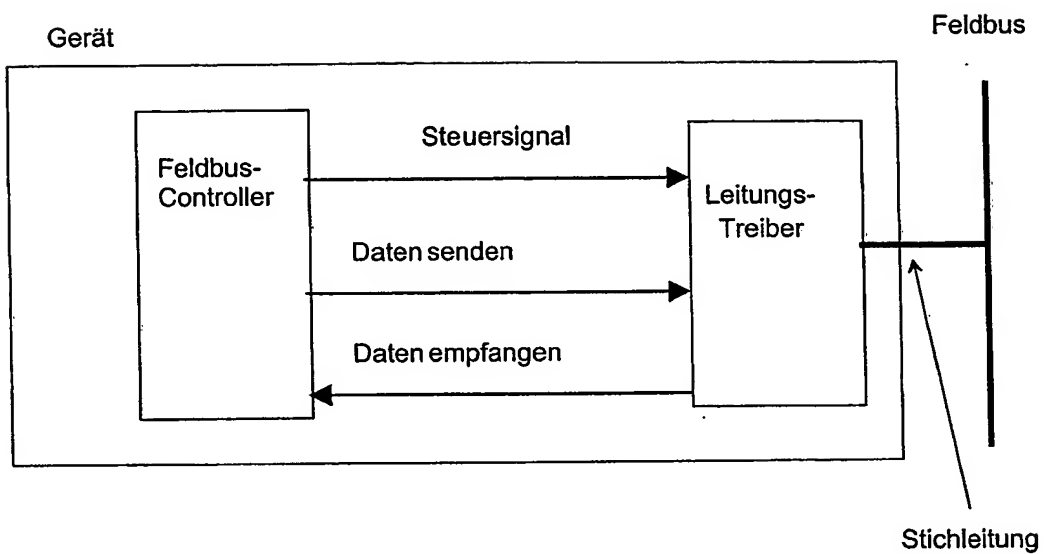 Gerät
Feldbus
Feldbus-
Controller
Steuersignal
Leitungs-
Treiber
Daten senden
Daten empfangen
Stichleitung